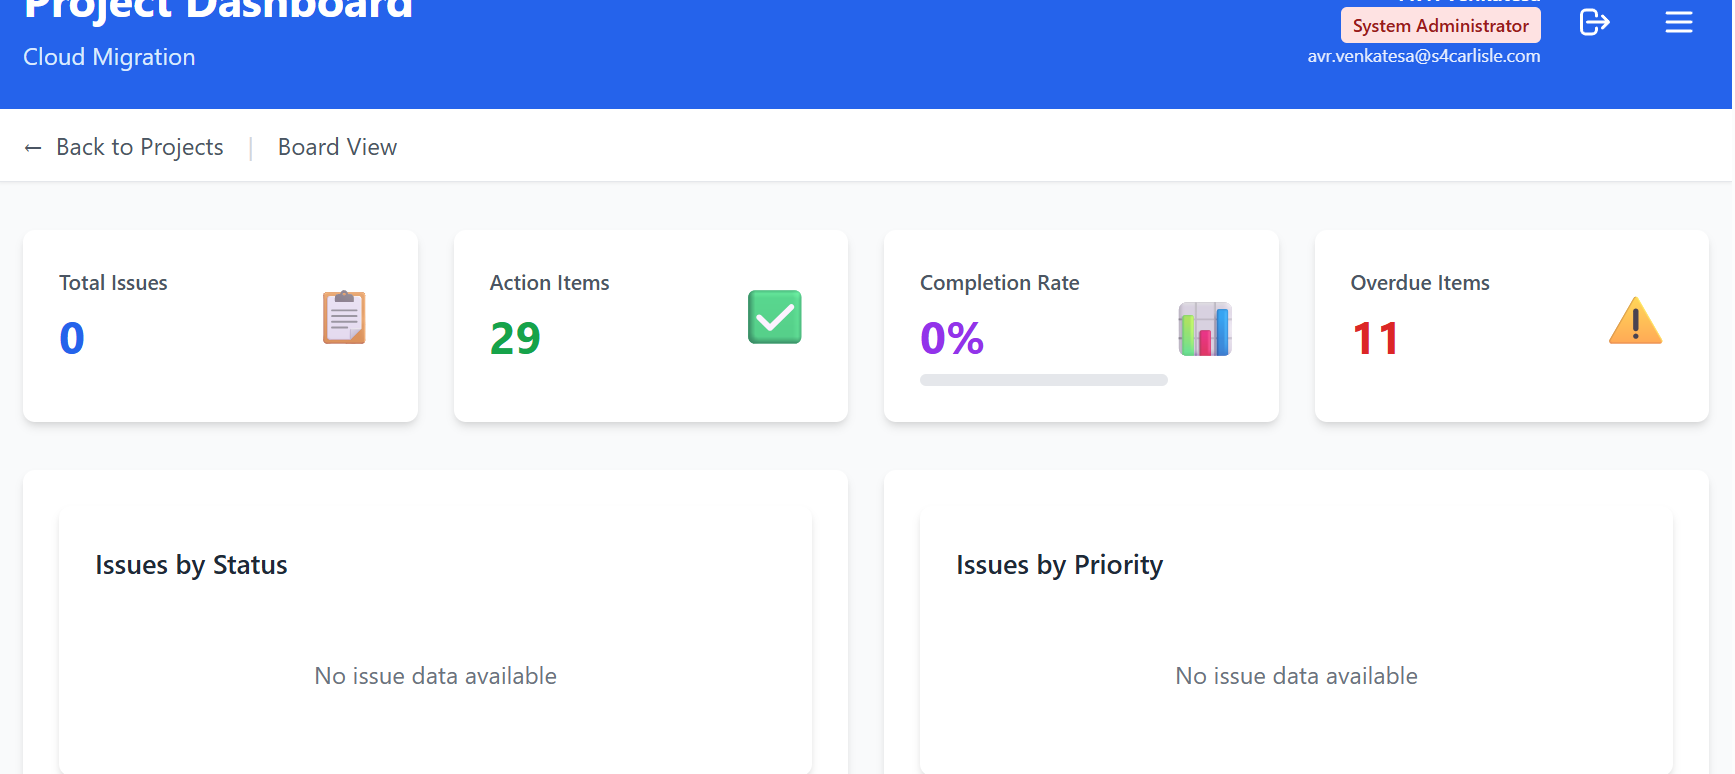 Project Dashboard
Cloud Migration
System Administrator
avr.venkatesa@s4carlisle.com
← Back to Projects | Board View
Total Issues
0
Action Items
29
Completion Rate
0%
Overdue Items
11
Issues by Status
No issue data available
Issues by Priority
No issue data available